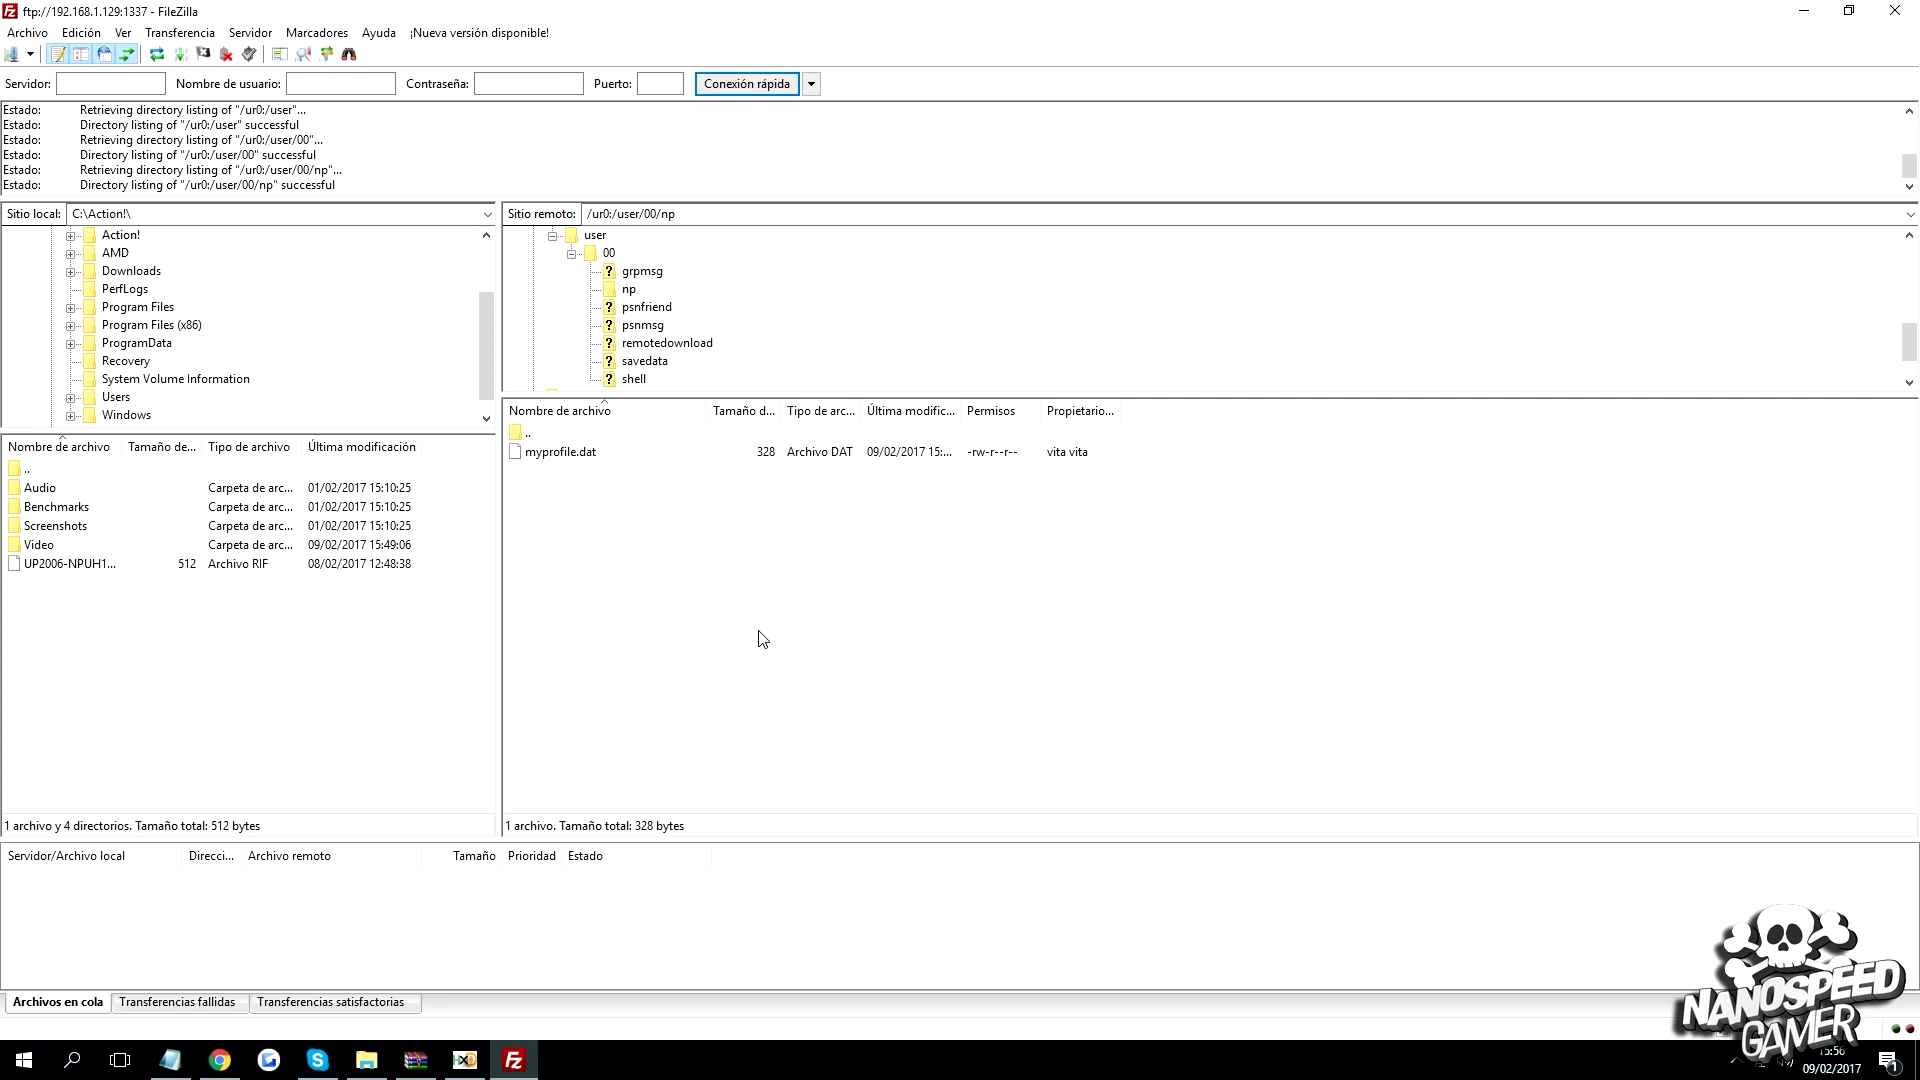 ftp://192.168.1.129:1337 - FileZilla
Archivo Edición Ver Transferencia Servidor Marcadores Ayuda ¡Nueva versión disponible!
Servidor: Nombre de usuario: Contraseña: Puerto: Conexión rápida
Estado: Retrieving directory listing of "/ur0:/user"...
Estado: Directory listing of "/ur0:/user" successful
Estado: Retrieving directory listing of "/ur0:/user/00"...
Estado: Directory listing of "/ur0:/user/00" successful
Estado: Retrieving directory listing of "/ur0:/user/00/np"...
Estado: Directory listing of "/ur0:/user/00/np" successful
Sitio local: C:\Action!\
Action!
AMD
Downloads
PerfLogs
Program Files
Program Files (x86)
ProgramData
Recovery
System Volume Information
Users
Windows
Nombre de archivo Tamaño de... Tipo de archivo Última modificación
..
Audio Carpeta de arc... 01/02/2017 15:10:25
Benchmarks Carpeta de arc... 01/02/2017 15:10:25
Screenshots Carpeta de arc... 01/02/2017 15:10:25
Video Carpeta de arc... 09/02/2017 15:49:06
UP2006-NPUH1... 512 Archivo RIF 08/02/2017 12:48:38
1 archivo y 4 directorios. Tamaño total: 512 bytes
Sitio remoto: /ur0:/user/00/np
user
00
grpmsg
np
psnfriend
psnmsg
remotedownload
savedata
shell
Nombre de archivo Tamaño d... Tipo de arc... Última modific... Permisos Propietario...
..
myprofile.dat 328 Archivo DAT 09/02/2017 15:... -rw-r--r-- vita vita
1 archivo. Tamaño total: 328 bytes
Servidor/Archivo local Direcci... Archivo remoto Tamaño Prioridad Estado
Archivos en cola Transferencias fallidas Transferencias satisfactorias
NANOSPEED
GAMER
15:56
09/02/2017
1